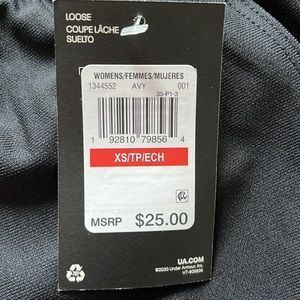 LOOSE
COUPE LÂCHE
SUELTO
WOMENS/FEMMES/MUJERES
1344552 AVY 001
35-P1-3
1 92810 79856 4
XS/TP/ECH
MSRP $25.00
UA.COM
©2020 Under Armour, Inc.